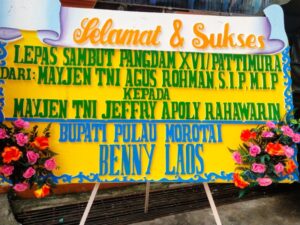 Selamat & Sukses
LEPAS SAMBUT PANGDAM XVI/PATTIMURA
DARI: MAYJEN TNI AGUS ROHMAN S.I.P, M.I.P
KEPADA
MAYJEN TNI JEFFRY APOLY RAHAWARIN
BUPATI PULAU MOROTAI
BENNY LAOS